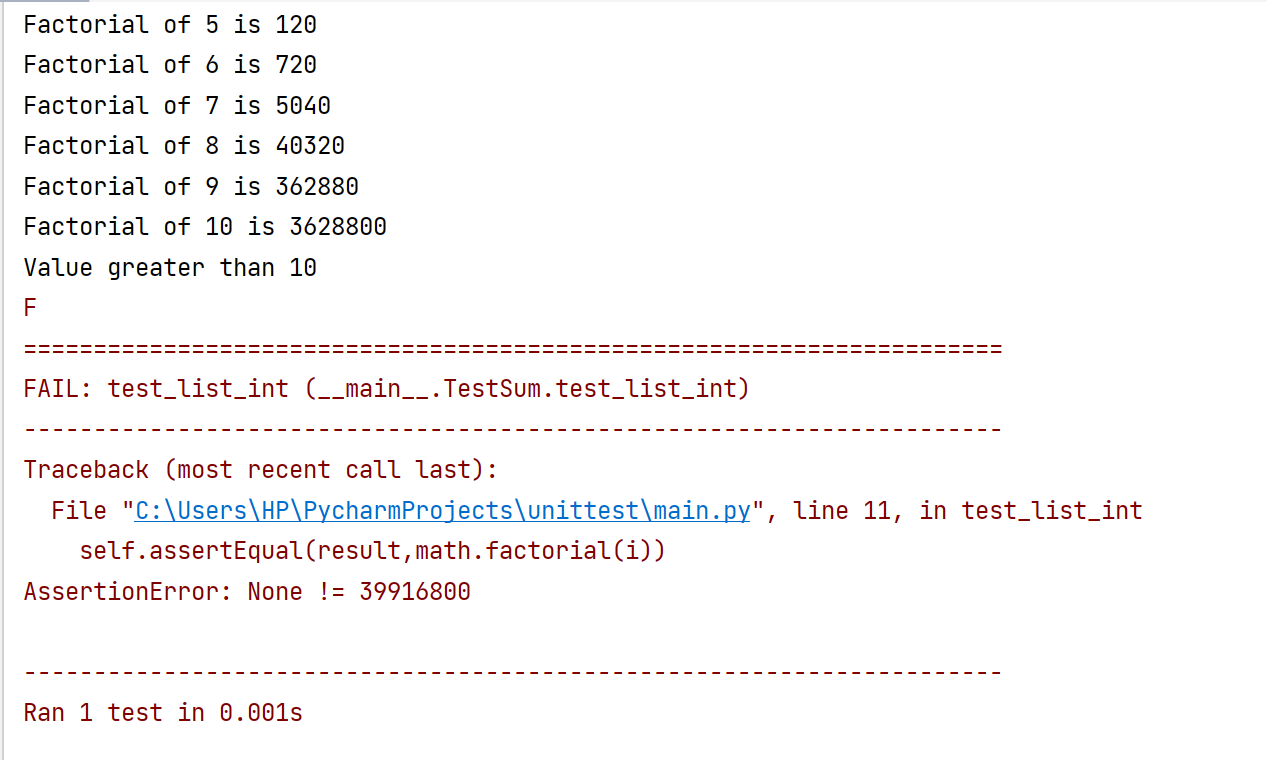 Factorial of 5 is 120
Factorial of 6 is 720
Factorial of 7 is 5040
Factorial of 8 is 40320
Factorial of 9 is 362880
Factorial of 10 is 3628800
Value greater than 10
F
======================================================================
FAIL: test_list_int (__main__.TestSum.test_list_int)
----------------------------------------------------------------------
Traceback (most recent call last):
  File "C:\Users\HP\PycharmProjects\unittest\main.py", line 11, in test_list_int
    self.assertEqual(result,math.factorial(i))
AssertionError: None != 39916800
----------------------------------------------------------------------
Ran 1 test in 0.001s